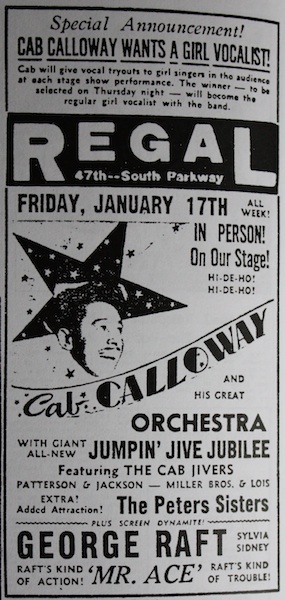 Special Announcement!
CAB CALLOWAY WANTS A GIRL VOCALIST!
Cab will give vocal tryouts to girl singers in the audience
at each stage show performance. The winner — to be
selected on Thursday night — will become the
regular girl vocalist with the band.
REGAL
47th--South Parkway
FRIDAY, JANUARY 17TH ALL WEEK!
IN PERSON!
On Our Stage!
HI-DE-HO!
HI-DE-HO!
Cab CALLOWAY
AND
HIS GREAT
ORCHESTRA
WITH GIANT ALL-NEW JUMPIN' JIVE JUBILEE
Featuring THE CAB JIVERS
PATTERSON & JACKSON — MILLER BROS. & LOIS
EXTRA! Added Attraction! The Peters Sisters
PLUS SCREEN DYNAMITE!
GEORGE RAFT SYLVIA SIDNEY
RAFT'S KIND OF ACTION! 'MR. ACE' RAFT'S KIND OF TROUBLE!